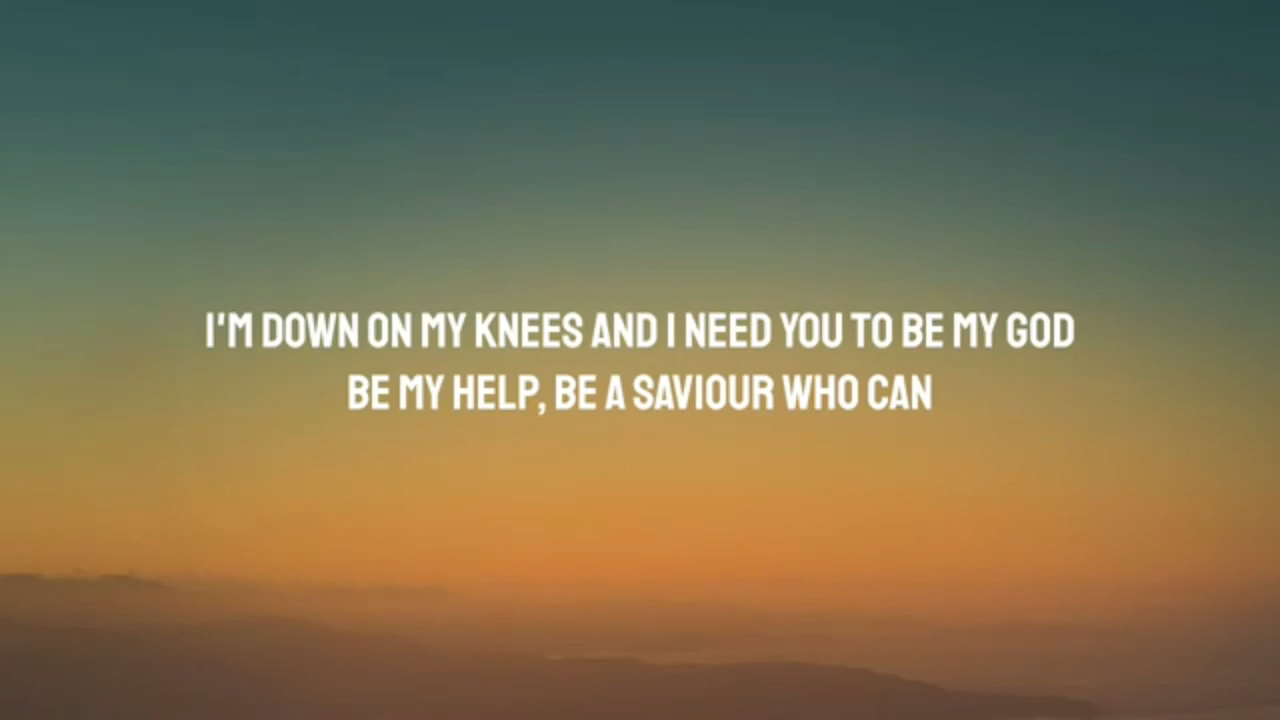 I'M DOWN ON MY KNEES AND I NEED YOU TO BE MY GOD
BE MY HELP, BE A SAVIOUR WHO CAN